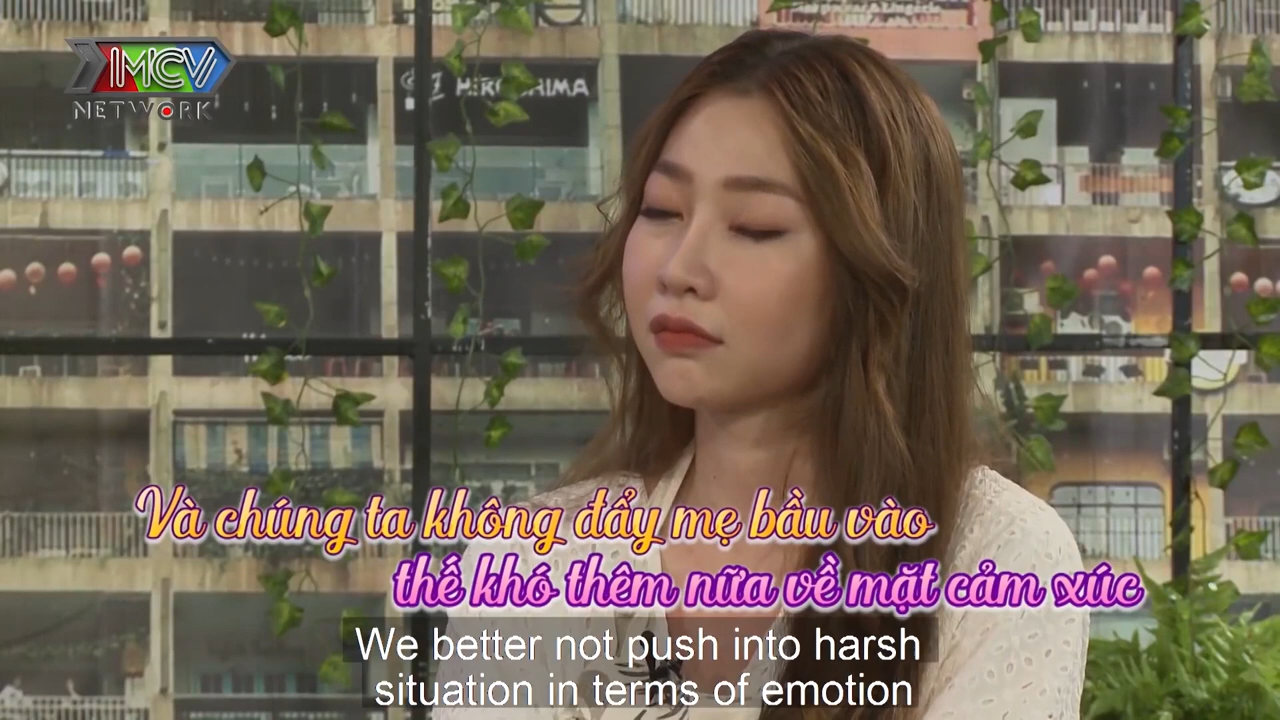 MCV
NETWORK
HIROSHIMA
Và chúng ta không đẩy mẹ bầu vào
thế khó thêm nữa về mặt cảm xúc
We better not push into harsh
situation in terms of emotion